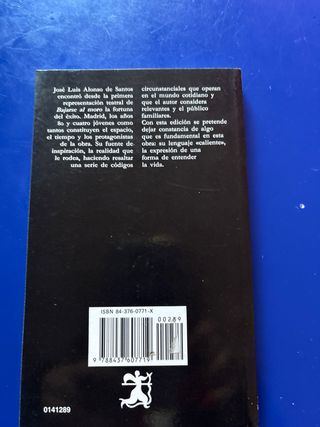 José Luis Alonso de Santos
encontró desde la primera
representación teatral de
Bajarse al moro la fortuna
del éxito. Madrid, los años
80 y cuatro jóvenes como
tantos constituyen el espacio,
el tiempo y los protagonistas
de la obra. Su fuente de
inspiración, la realidad que
le rodea, haciendo resaltar
una serie de códigos
circunstanciales que operan
en el mundo cotidiano y
que el autor considera
relevantes y el público
familiares.
Con esta edición se pretende
dejar constancia de algo
que es fundamental en esta
obra: su lenguaje «caliente»,
la expresión de una
forma de entender
la vida.
00289
ISBN 84-376-0771-X
9 788437 607719
0141289